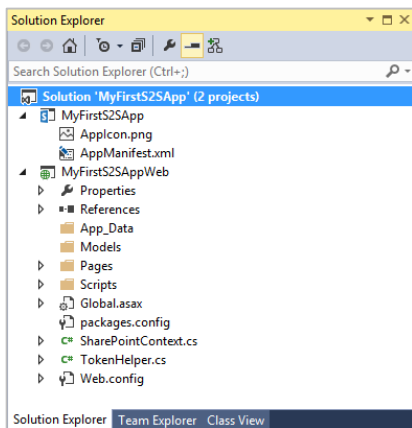 Solution Explorer
Search Solution Explorer (Ctrl+;)
Solution 'MyFirstS2SApp' (2 projects)
MyFirstS2SApp
AppIcon.png
AppManifest.xml
MyFirstS2SAppWeb
Properties
References
App_Data
Models
Pages
Scripts
Global.asax
packages.config
C# SharePointContext.cs
C# TokenHelper.cs
Web.config
Solution Explorer Team Explorer Class View